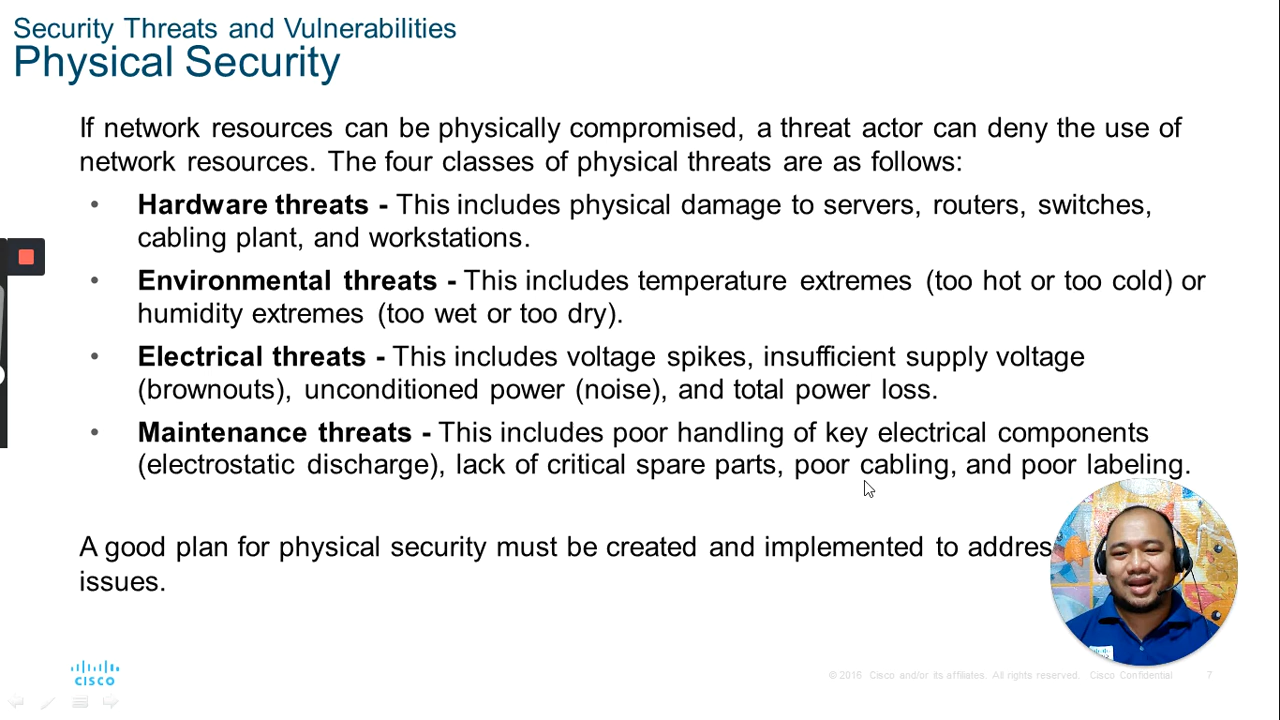 Security Threats and Vulnerabilities
Physical Security
If network resources can be physically compromised, a threat actor can deny the use of
network resources. The four classes of physical threats are as follows:
• Hardware threats - This includes physical damage to servers, routers, switches,
cabling plant, and workstations.
• Environmental threats - This includes temperature extremes (too hot or too cold) or
humidity extremes (too wet or too dry).
• Electrical threats - This includes voltage spikes, insufficient supply voltage
(brownouts), unconditioned power (noise), and total power loss.
• Maintenance threats - This includes poor handling of key electrical components
(electrostatic discharge), lack of critical spare parts, poor cabling, and poor labeling.
A good plan for physical security must be created and implemented to addres
issues.
CISCO
© 2016 Cisco and/or its affiliates. All rights reserved. Cisco Confidential 7